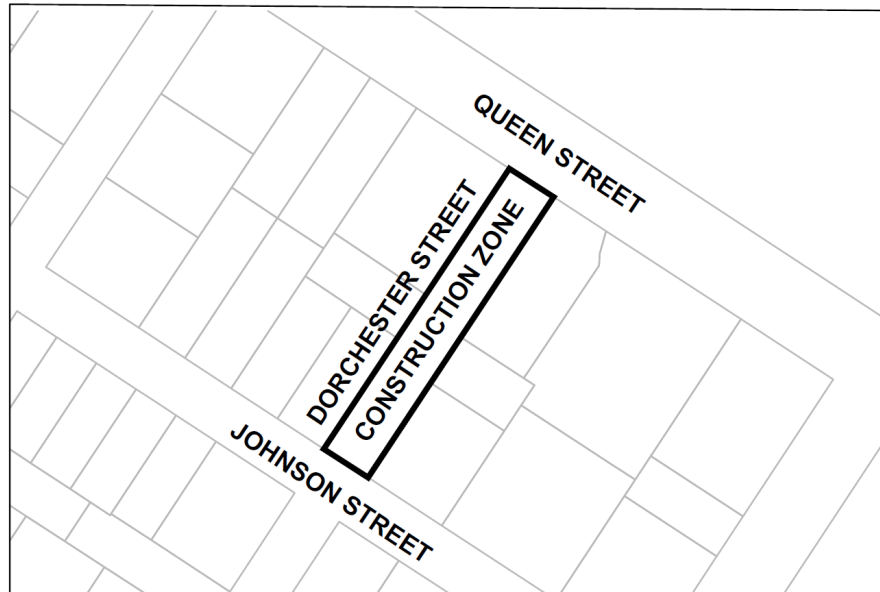 QUEEN STREET
DORCHESTER STREET
CONSTRUCTION ZONE
JOHNSON STREET